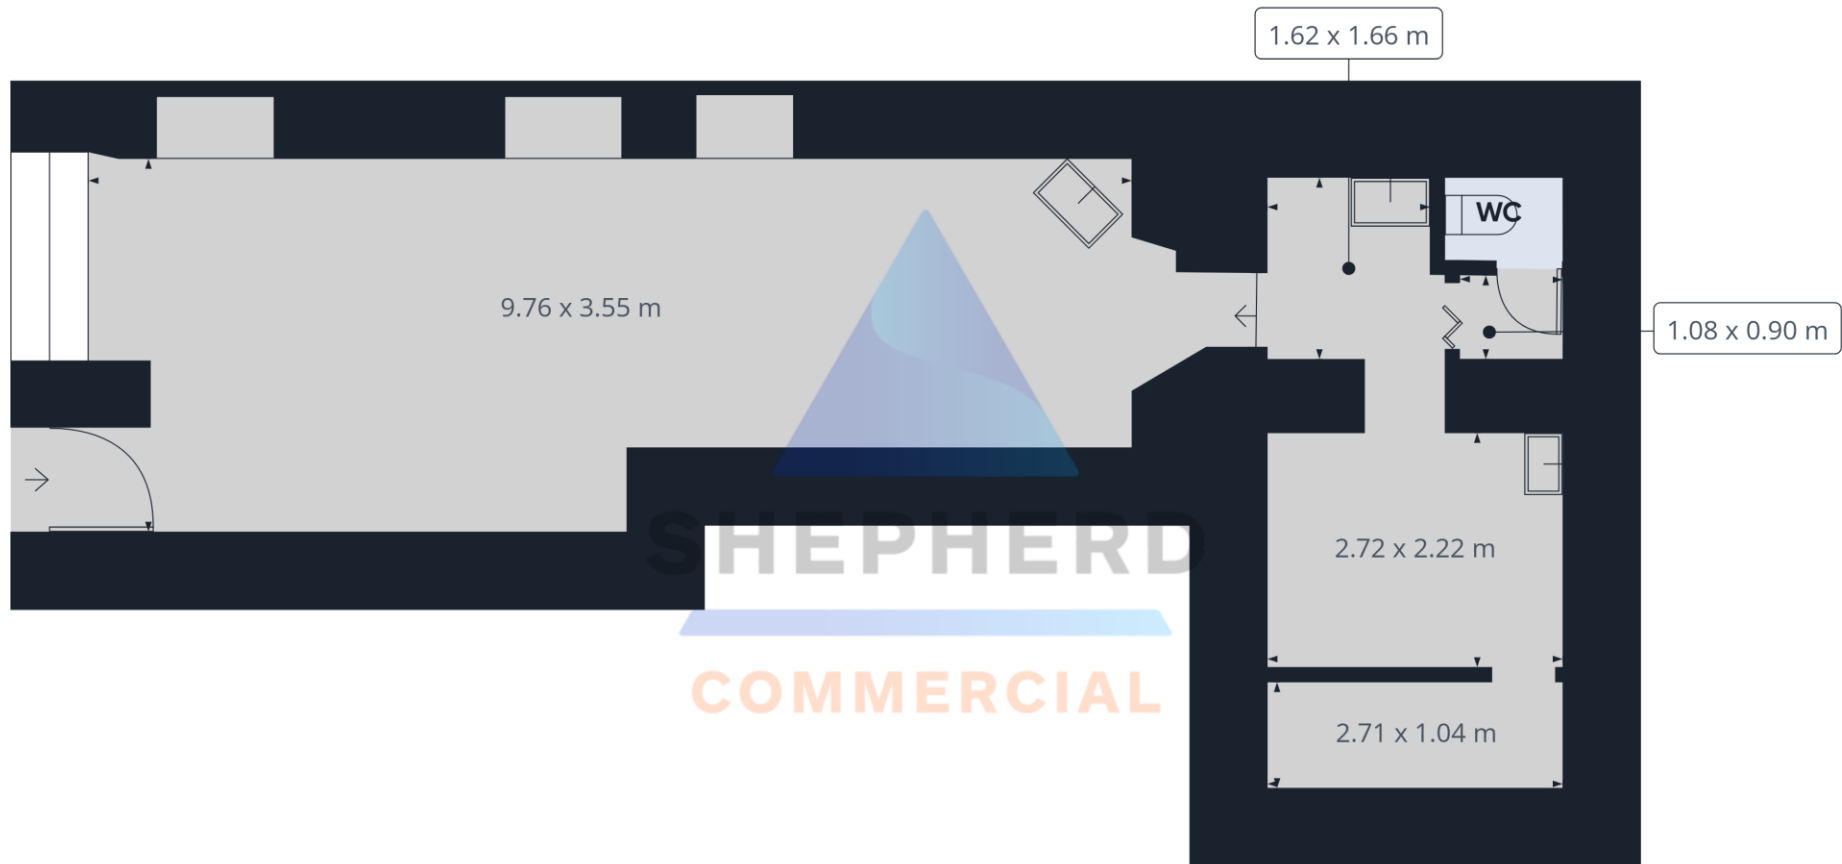 1.62 x 1.66 m
WC
9.76 x 3.55 m
1.08 x 0.90 m
SHEPHERD
2.72 x 2.22 m
COMMERCIAL
2.71 x 1.04 m